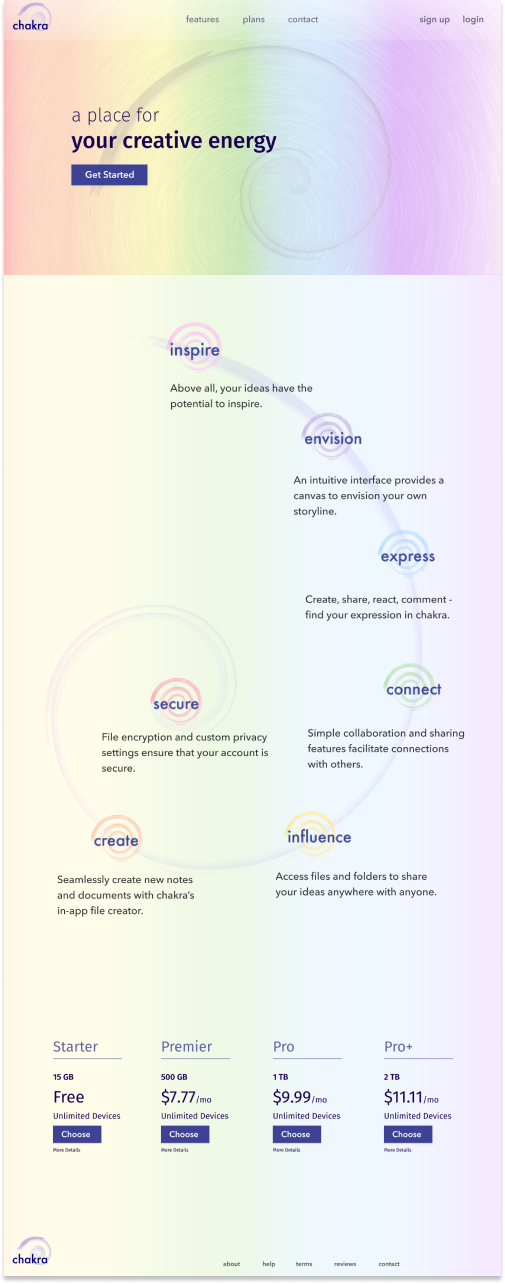 chakra
features plans contact sign up login
a place for
your creative energy
Get Started
inspire
Above all, your ideas have the
potential to inspire.
envision
An intuitive interface provides a
canvas to envision your own
storyline.
express
Create, share, react, comment -
find your expression in chakra.
connect
Simple collaboration and sharing
features facilitate connections
with others.
secure
File encryption and custom privacy
settings ensure that your account is
secure.
influence
Access files and folders to share
your ideas anywhere with anyone.
create
Seamlessly create new notes
and documents with chakra's
in-app file creator.
Starter
15 GB
Free
Unlimited Devices
Choose
More Details
Premier
500 GB
$7.77/mo
Unlimited Devices
Choose
More Details
Pro
1 TB
$9.99/mo
Unlimited Devices
Choose
More Details
Pro+
2 TB
$11.11/mo
Unlimited Devices
Choose
More Details
chakra
about help terms reviews contact